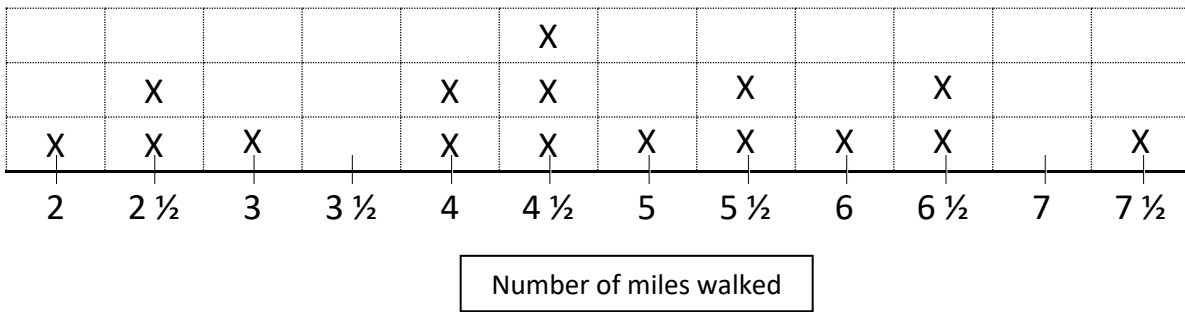 X
X X X X X
X X X X X X X X X X
2 2 ½ 3 3 ½ 4 4 ½ 5 5 ½ 6 6 ½ 7 7 ½
Number of miles walked